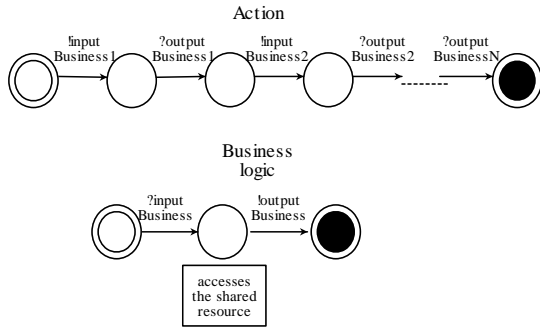 Action
!input ?output !input ?output ?output
Business1 Business1 Business2 Business2 BusinessN
Business
logic
?input !output
Business Business
accesses
the shared
resource